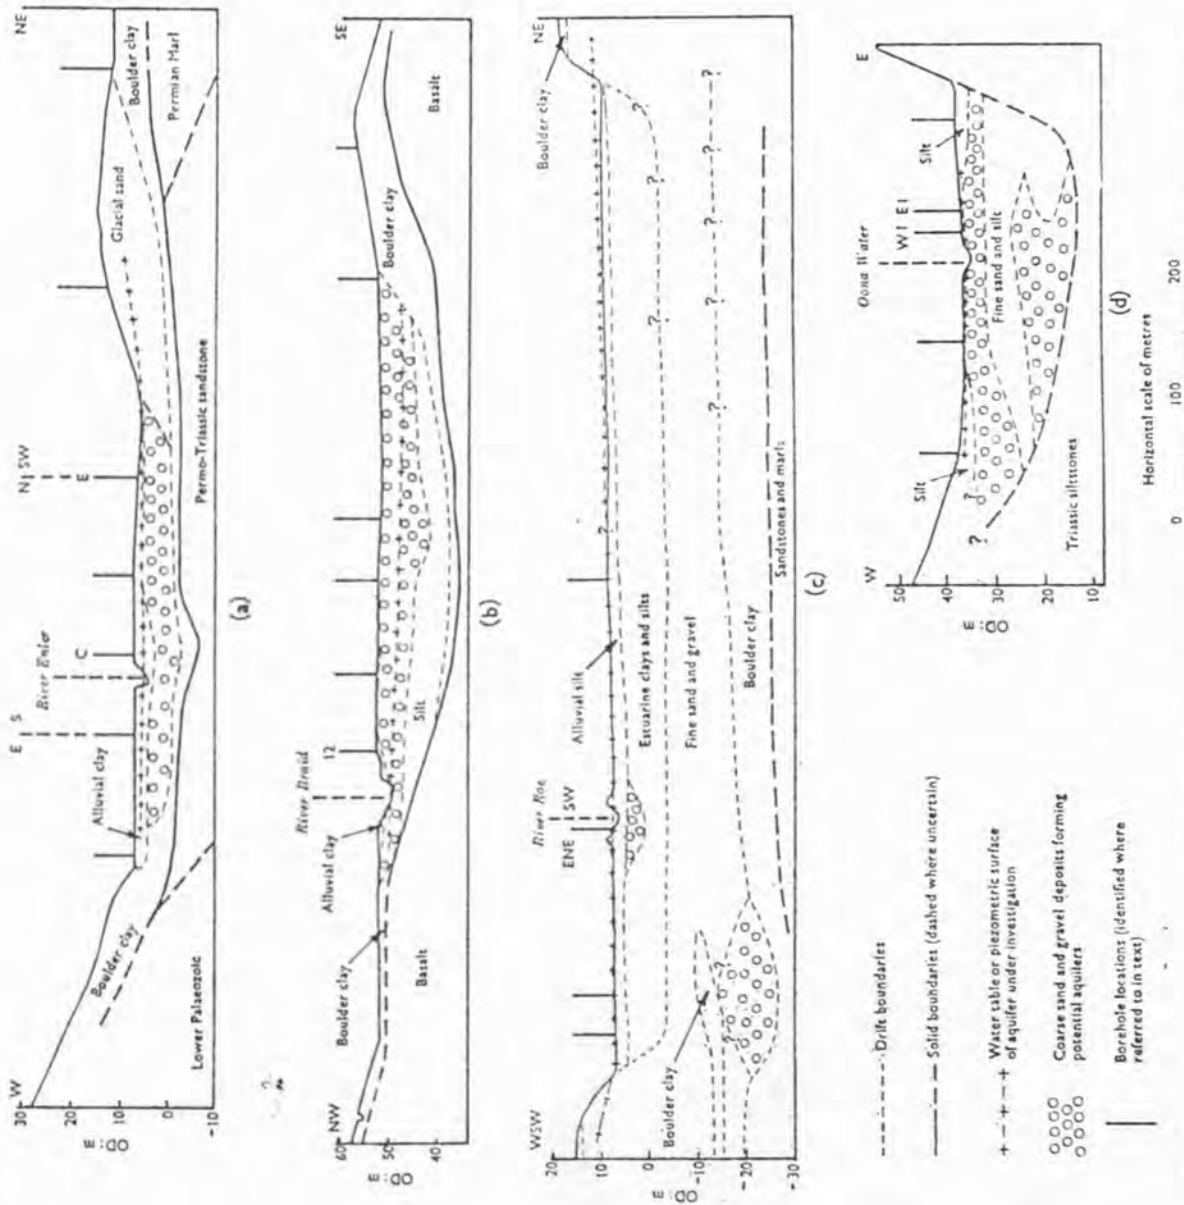 W
E S
River Enler
C
N SW
E
NE
30
20
10
0
-10
OD: m
Alluvial clay
Boulder clay
Lower Palaeozoic
Glacial sand
Boulder clay
Permian Marl
Permo-Triassic sandstone
(a)
NW
River Braid
12
SE
60
50
40
OD: m
Alluvial clay
Boulder clay
Basalt
Silt
Boulder clay
Basalt
(b)
WSW
River Roe
ENE SW
NE
20
10
0
-10
-20
-30
OD: m
Boulder clay
Alluvial silt
Estuarine clays and silts
Fine sand and gravel
Boulder clay
Boulder clay
Sandstones and marls
? ? ? ? ? ? ? ? ? ? ?
(c)
W
Oona Water
W1 E1
E
50
40
30
20
10
OD: m
Silt
Silt
Fine sand and silt
Triassic siltstones
? ?
(d)
Horizontal scale of metres
0 100 200
Drift boundaries
Solid boundaries (dashed where uncertain)
Water table or piezometric surface
of aquifer under investigation
Coarse sand and gravel deposits forming
potential aquifers
Borehole locations (identified where
referred to in text)